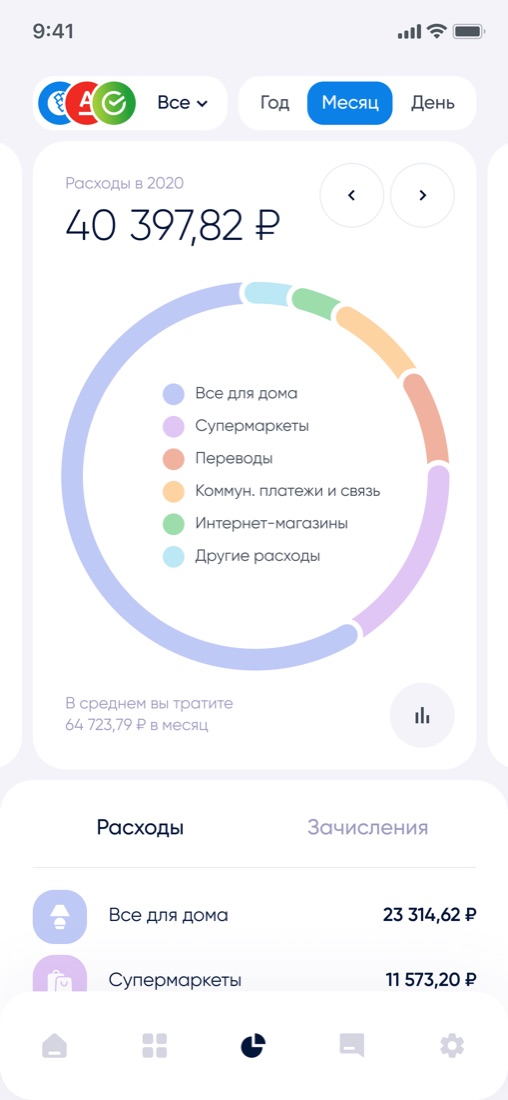 9:41
А
Все
Год
Месяц
День
Расходы в 2020
40 397,82 ₽
Все для дома
Супермаркеты
Переводы
Коммун. платежи и связь
Интернет-магазины
Другие расходы
В среднем вы тратите
64 723,79 ₽ в месяц
Расходы
Зачисления
Все для дома
23 314,62 ₽
Супермаркеты
11 573,20 ₽